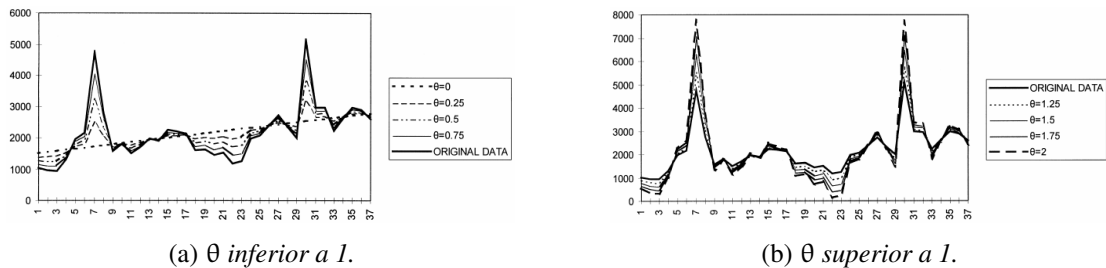 6000
5000
4000
3000
2000
1000
0
1 3 5 7 9 11 13 15 17 19 21 23 25 27 29 31 33 35 37
θ=0
θ=0.25
θ=0.5
θ=0.75
ORIGINAL DATA
(a) θ inferior a 1.
8000
7000
6000
5000
4000
3000
2000
1000
0
1 3 5 7 9 11 13 15 17 19 21 23 25 27 29 31 33 35 37
ORIGINAL DATA
θ=1.25
θ=1.5
θ=1.75
θ=2
(b) θ superior a 1.